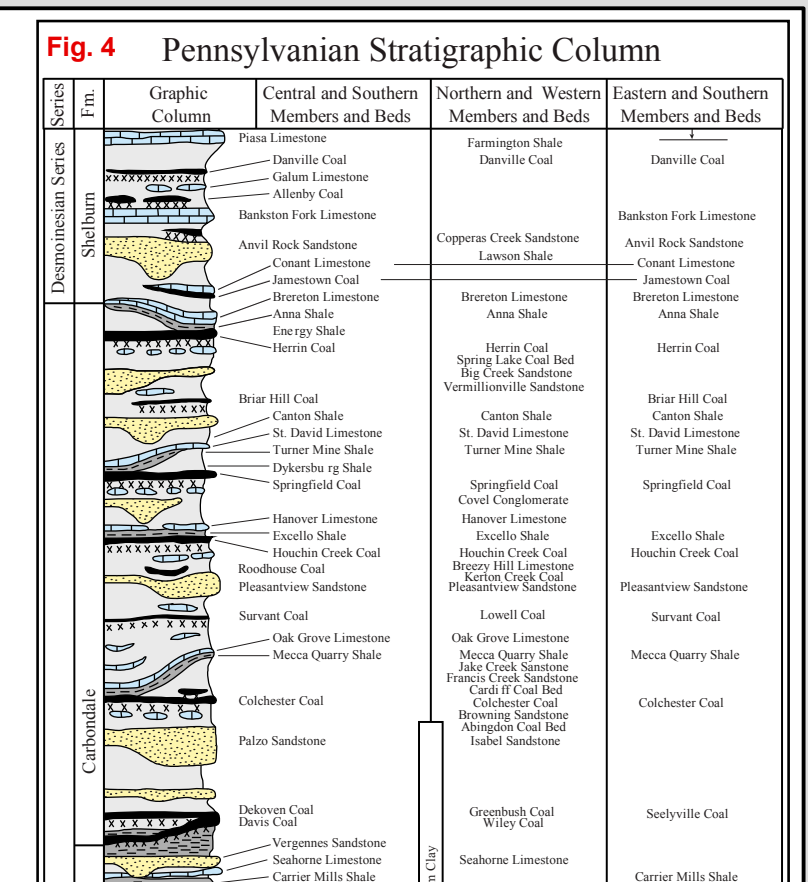 Fig. 4 Pennsylvanian Stratigraphic Column
Series
Fm.
Graphic Column
Central and Southern Members and Beds
Northern and Western Members and Beds
Eastern and Southern Members and Beds
Desmoinesian Series
Shelburn
Carbondale
Piasa Limestone
Danville Coal
Galum Limestone
Allenby Coal
Bankston Fork Limestone
Anvil Rock Sandstone
Conant Limestone
Jamestown Coal
Brereton Limestone
Anna Shale
Energy Shale
Herrin Coal
Briar Hill Coal
Canton Shale
St. David Limestone
Turner Mine Shale
Dykersbu rg Shale
Springfield Coal
Hanover Limestone
Excello Shale
Houchin Creek Coal
Roodhouse Coal
Pleasantview Sandstone
Survant Coal
Oak Grove Limestone
Mecca Quarry Shale
Colchester Coal
Palzo Sandstone
Dekoven Coal
Davis Coal
Vergennes Sandstone
Seahorne Limestone
Carrier Mills Shale
Farmington Shale
Danville Coal
Copperas Creek Sandstone
Lawson Shale
Brereton Limestone
Anna Shale
Herrin Coal
Spring Lake Coal Bed
Big Creek Sandstone
Vermillionville Sandstone
Canton Shale
St. David Limestone
Turner Mine Shale
Springfield Coal
Covel Conglomerate
Hanover Limestone
Excello Shale
Houchin Creek Coal
Breezy Hill Limestone
Kerton Creek Coal
Pleasantview Sandstone
Lowell Coal
Oak Grove Limestone
Mecca Quarry Shale
Jake Creek Sanstone
Francis Creek Sandstone
Cardi ff Coal Bed
Colchester Coal
Browning Sandstone
Abingdon Coal Bed
Isabel Sandstone
Greenbush Coal
Wiley Coal
Seahorne Limestone
Clay
Danville Coal
Bankston Fork Limestone
Anvil Rock Sandstone
Conant Limestone
Jamestown Coal
Brereton Limestone
Anna Shale
Herrin Coal
Briar Hill Coal
Canton Shale
St. David Limestone
Turner Mine Shale
Springfield Coal
Excello Shale
Houchin Creek Coal
Pleasantview Sandstone
Survant Coal
Mecca Quarry Shale
Colchester Coal
Seelyville Coal
Carrier Mills Shale